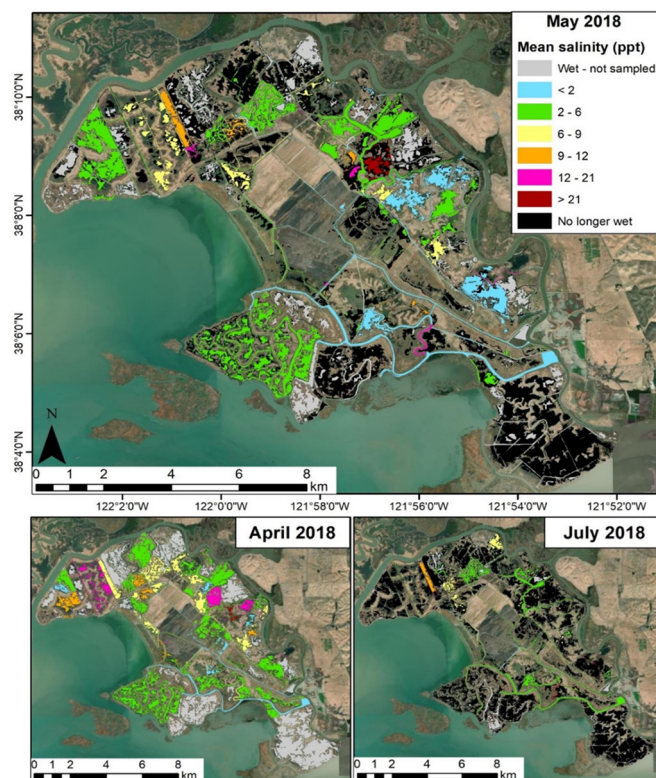 May 2018
Mean salinity (ppt)
Wet - not sampled
< 2
2 - 6
6 - 9
9 - 12
12 - 21
> 21
No longer wet
38°10'0"N
38°8'0"N
38°6'0"N
38°4'0"N
N
0 1 2 4 6 8
km
122°2'0"W 122°0'0"W 121°58'0"W 121°56'0"W 121°54'0"W 121°52'0"W
April 2018
0 1 2 4 6 8
km
July 2018
0 1 2 4 6 8
km